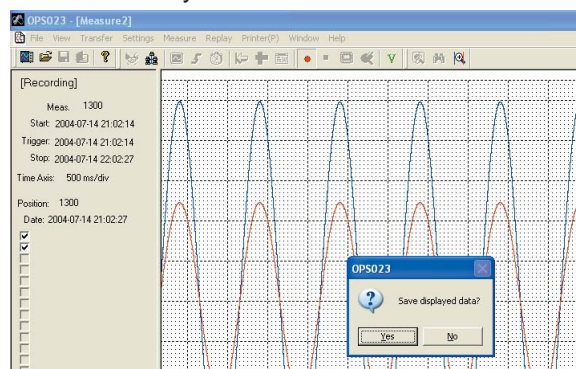 OPS023 - [Measure2]
File View Transfer Settings Measure Replay Printer(P) Window Help
[Recording]
Meas. 1300
Start: 2004-07-14 21:02:14
Trigger: 2004-07-14 21:02:14
Stop: 2004-07-14 22:02:27
Time Axis: 500 ms/div
Position: 1300
Date: 2004-07-14 21:02:27
OPS023
Save displayed data?
Yes No